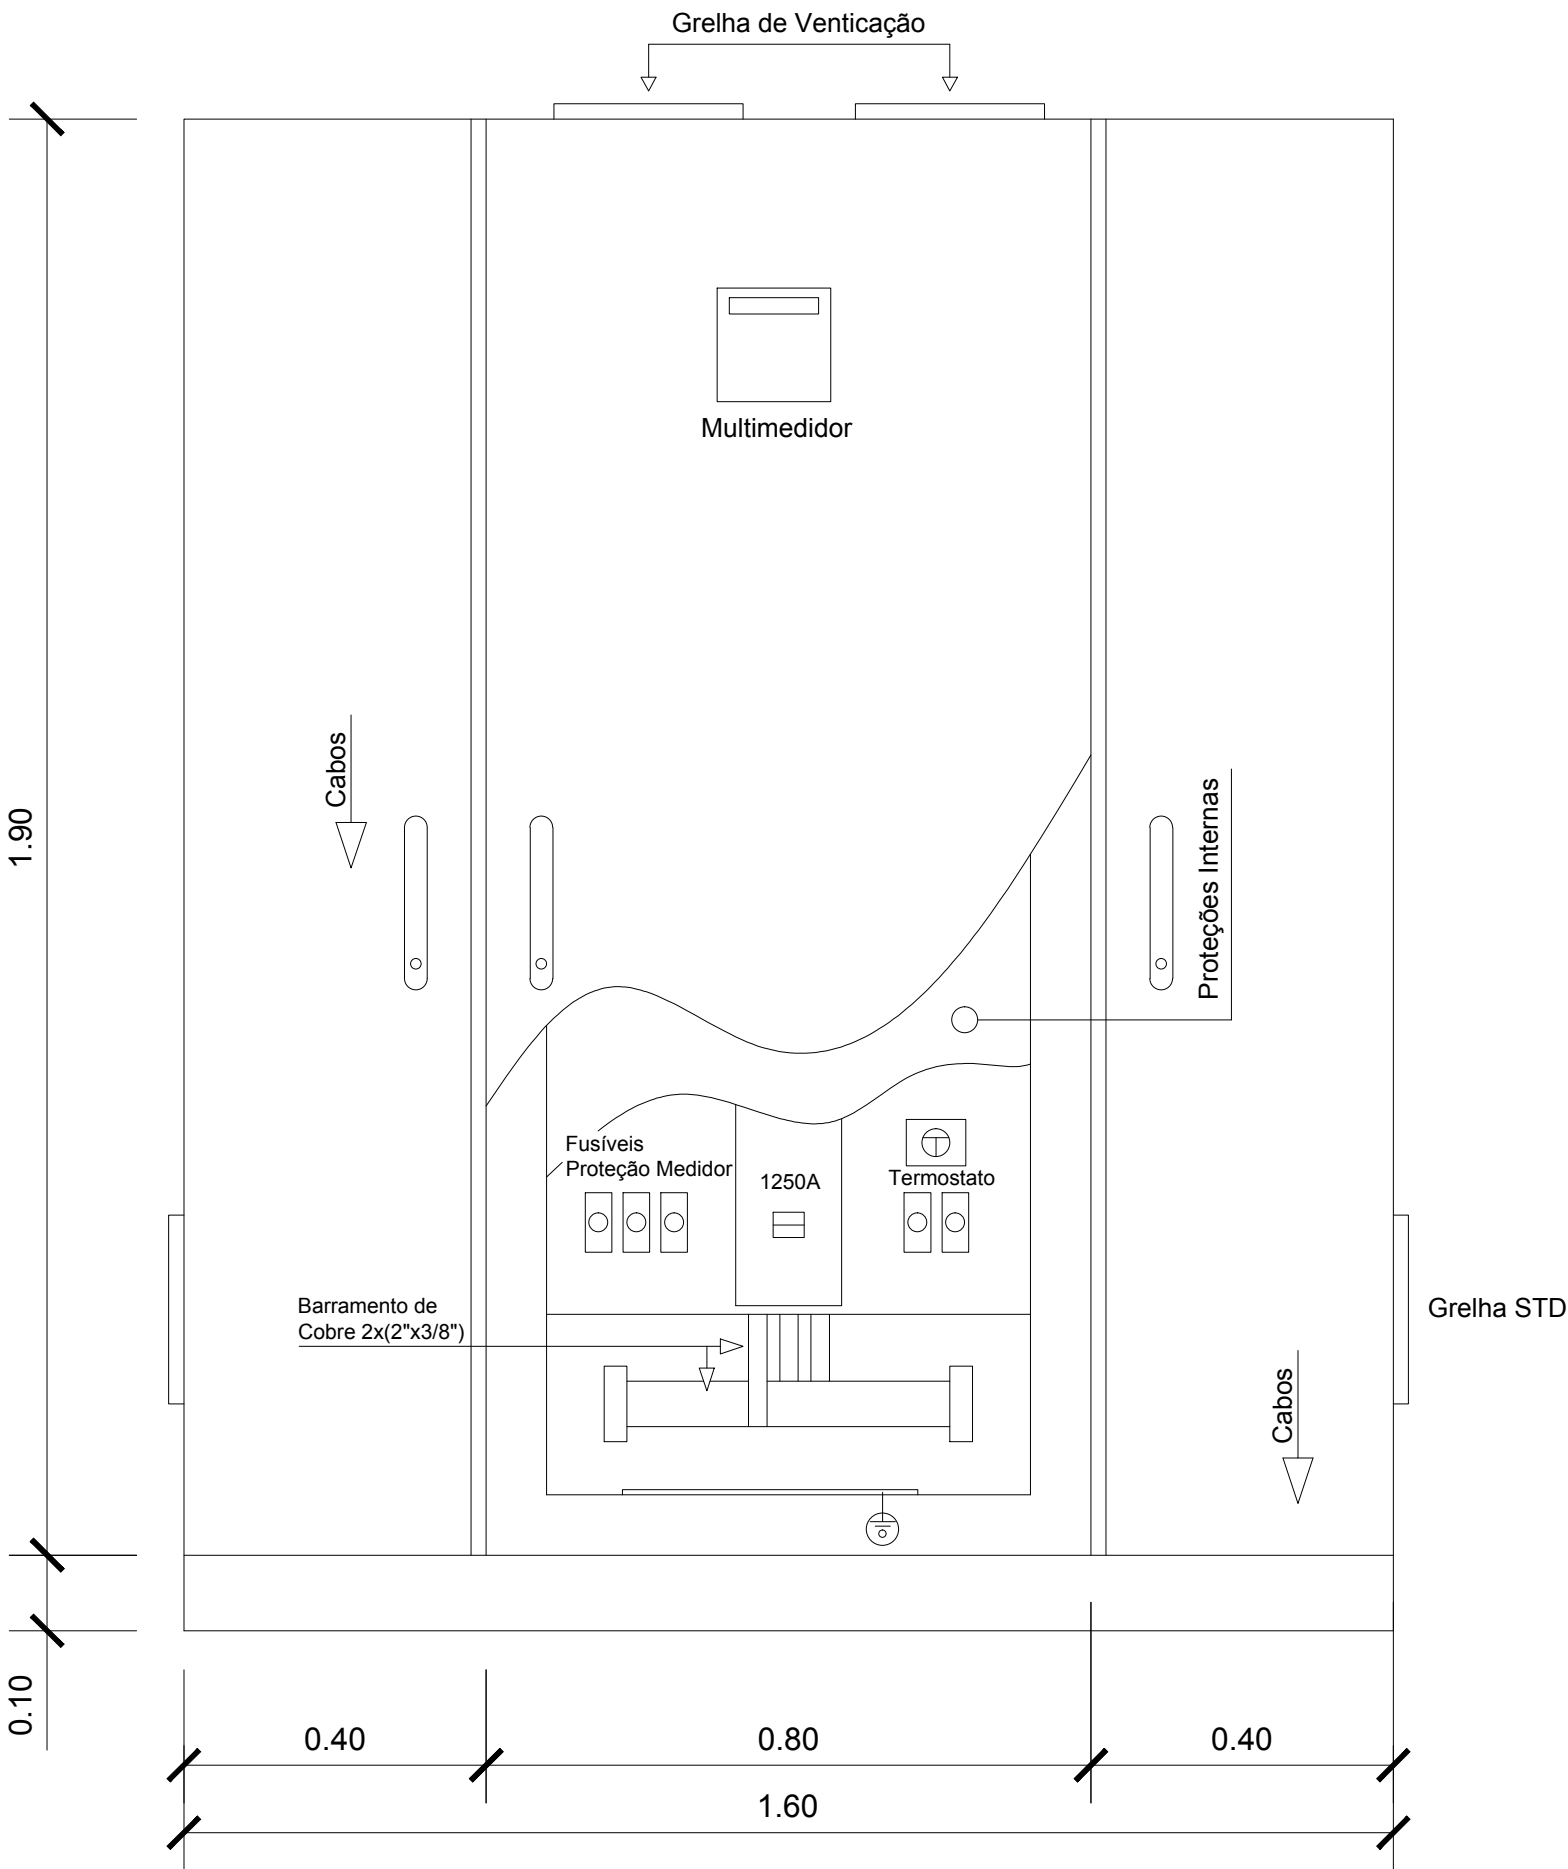 Grelha de Venticação
Multimedidor
Cabos
1.90
Proteções Internas
Fusíveis
Proteção Medidor
1250A
Termostato
Barramento de
Cobre 2x(2"x3/8")
Grelha STD
Cabos
0.10
0.40
0.80
0.40
1.60